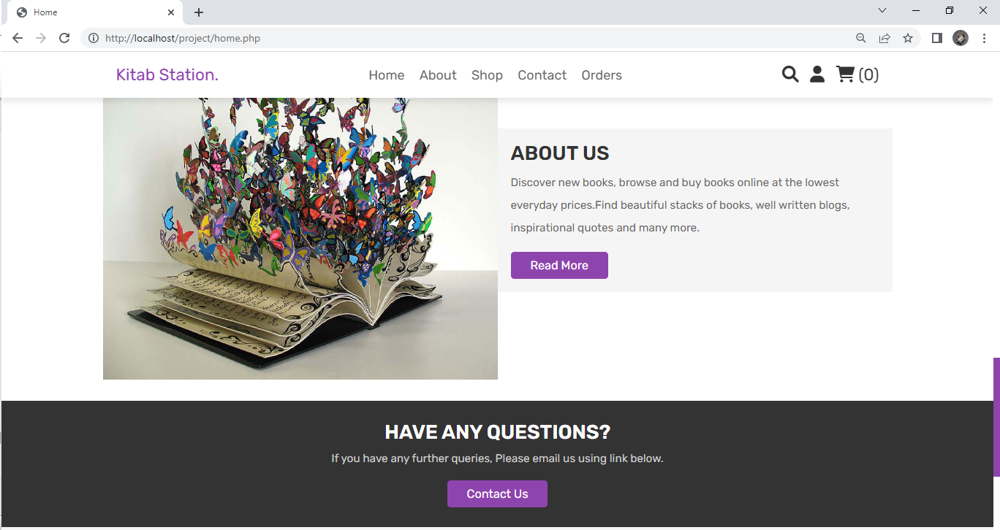 Home
http://localhost/project/home.php
Kitab Station.
Home About Shop Contact Orders
(0)
ABOUT US
Discover new books, browse and buy books online at the lowest
everyday prices.Find beautiful stacks of books, well written blogs,
inspirational quotes and many more.
Read More
HAVE ANY QUESTIONS?
If you have any further queries, Please email us using link below.
Contact Us